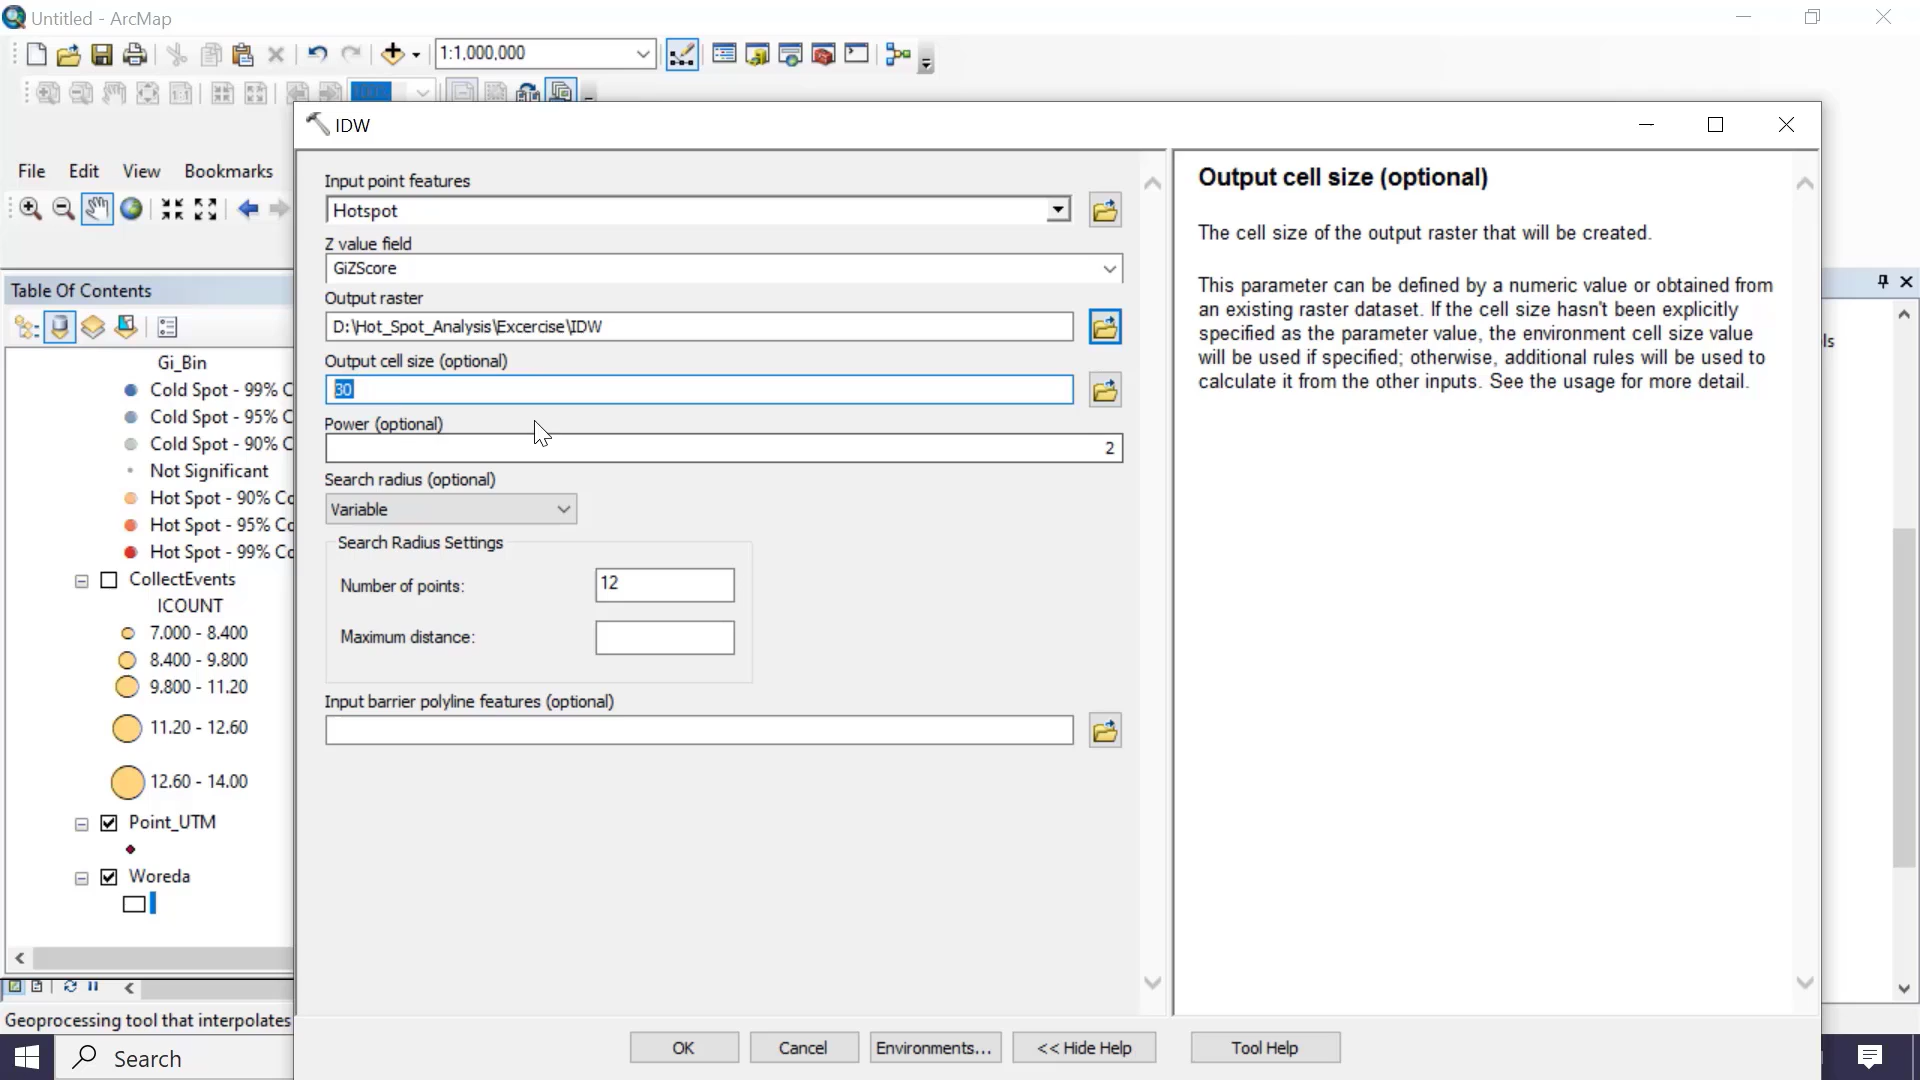 Untitled - ArcMap
1:1,000,000
IDW
File Edit View Bookmarks
Table Of Contents
Gi_Bin
Cold Spot - 99% C
Cold Spot - 95% C
Cold Spot - 90% C
Not Significant
Hot Spot - 90% Co
Hot Spot - 95% Co
Hot Spot - 99% Co
CollectEvents
ICOUNT
7.000 - 8.400
8.400 - 9.800
9.800 - 11.20
11.20 - 12.60
12.60 - 14.00
Point_UTM
Woreda
Geoprocessing tool that interpolates
Search
Input point features
Hotspot
Z value field
GiZScore
Output raster
D:\Hot_Spot_Analysis\Excercise\IDW
Output cell size (optional)
30
Power (optional)
2
Search radius (optional)
Variable
Search Radius Settings
Number of points: 12
Maximum distance:
Input barrier polyline features (optional)
OK Cancel Environments... << Hide Help Tool Help
Output cell size (optional)
The cell size of the output raster that will be created.
This parameter can be defined by a numeric value or obtained from
an existing raster dataset. If the cell size hasn't been explicitly
specified as the parameter value, the environment cell size value
will be used if specified; otherwise, additional rules will be used to
calculate it from the other inputs. See the usage for more detail.
ls